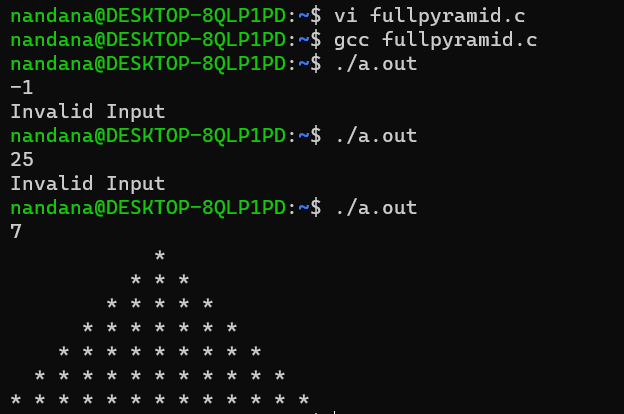 nandana@DESKTOP-8QLP1PD:~$ vi fullpyramid.c
nandana@DESKTOP-8QLP1PD:~$ gcc fullpyramid.c
nandana@DESKTOP-8QLP1PD:~$ ./a.out
-1
Invalid Input
nandana@DESKTOP-8QLP1PD:~$ ./a.out
25
Invalid Input
nandana@DESKTOP-8QLP1PD:~$ ./a.out
7
            *
          * * *
        * * * * *
      * * * * * * *
    * * * * * * * * *
  * * * * * * * * * * *
* * * * * * * * * * * * *